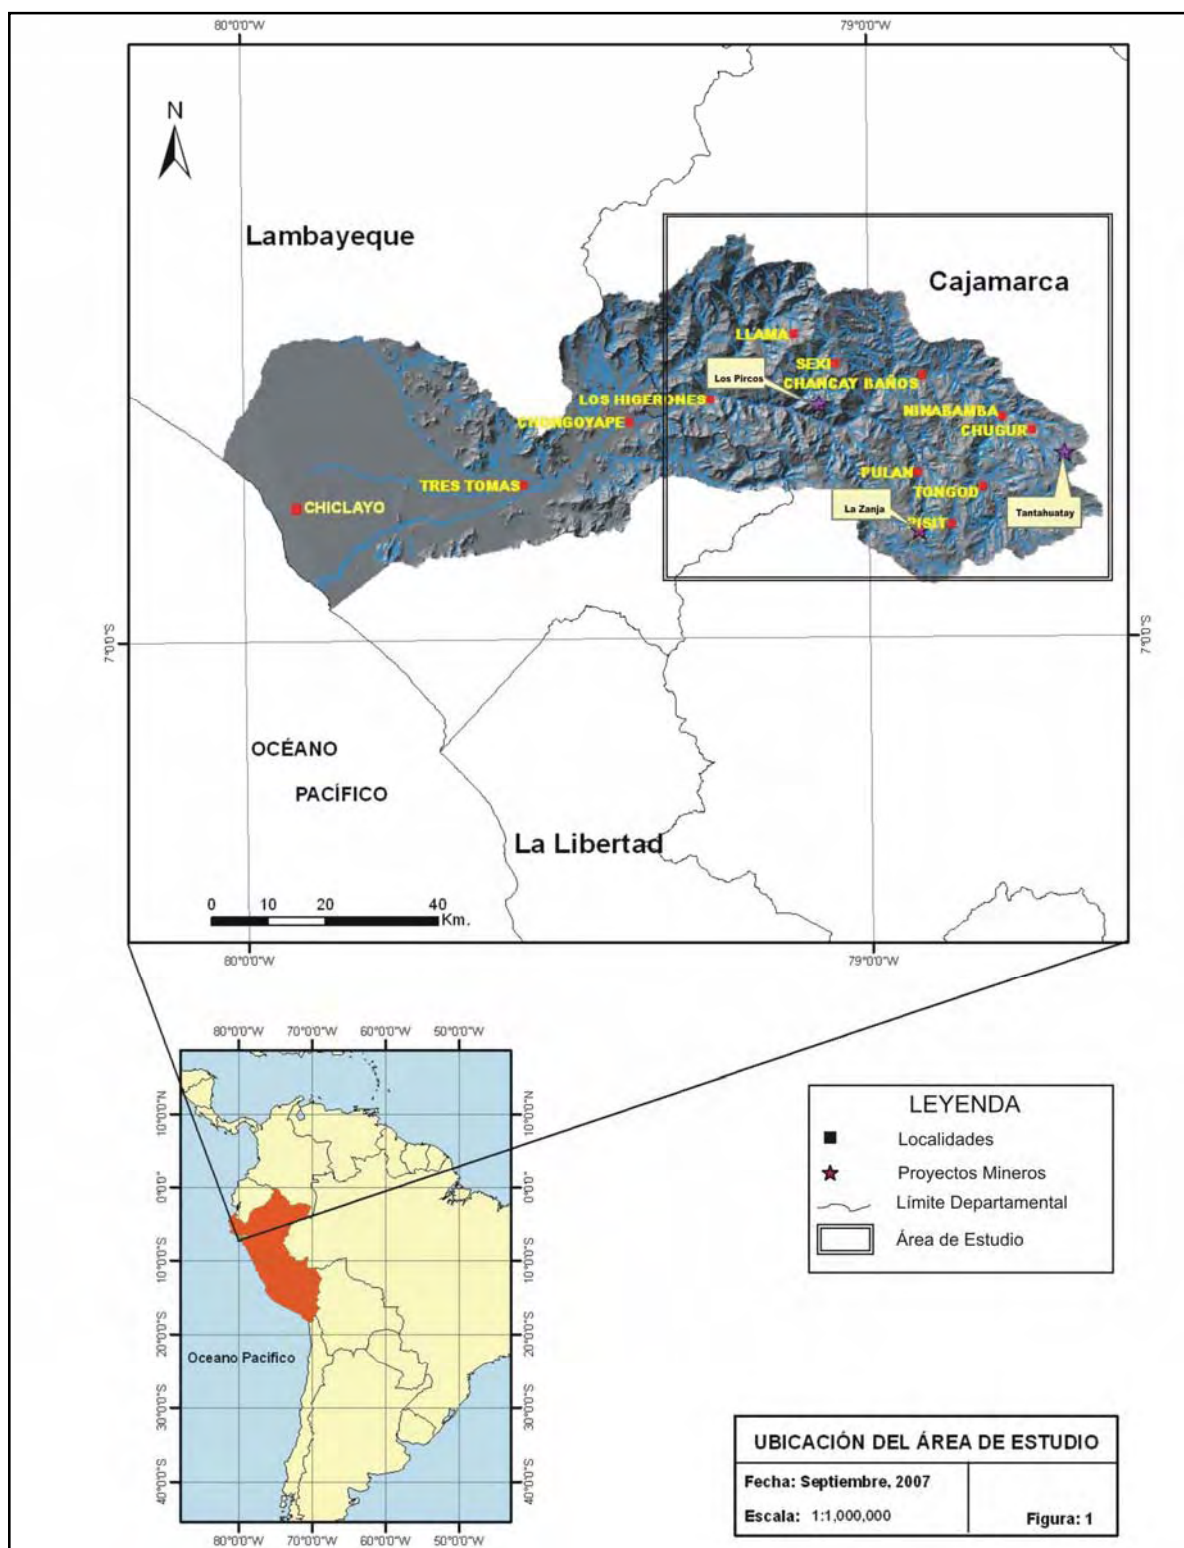 80°0'0"W 79°0'0"W
N
Lambayeque
Cajamarca
LLAMA
SEXI
Los Pircos
CHANCAY BAÑOS
LOS HIGERONES
NINABAMBA
CHONGOYAPE
CHUGUR
PULAN
TRES TOMAS
TONGOD
CHICLAYO
La Zanja
Tantahuatay
PISIT
7°0'0"S 7°0'0"S
OCÉANO
PACÍFICO
La Libertad
0 10 20 40
Km.
80°0'0"W 79°0'0"W
80°0'0"W 70°0'0"W 60°0'0"W 50°0'0"W
10°0'0"N 10°0'0"N
0°0'0" 0°0'0"
10°0'0"S 10°0'0"S
20°0'0"S 20°0'0"S
30°0'0"S 30°0'0"S
40°0'0"S 40°0'0"S
Oceano Pacifico
80°0'0"W 70°0'0"W 60°0'0"W 50°0'0"W
LEYENDA
Localidades
Proyectos Mineros
Límite Departamental
Área de Estudio
UBICACIÓN DEL ÁREA DE ESTUDIO
Fecha: Septiembre, 2007
Escala: 1:1,000,000
Figura: 1